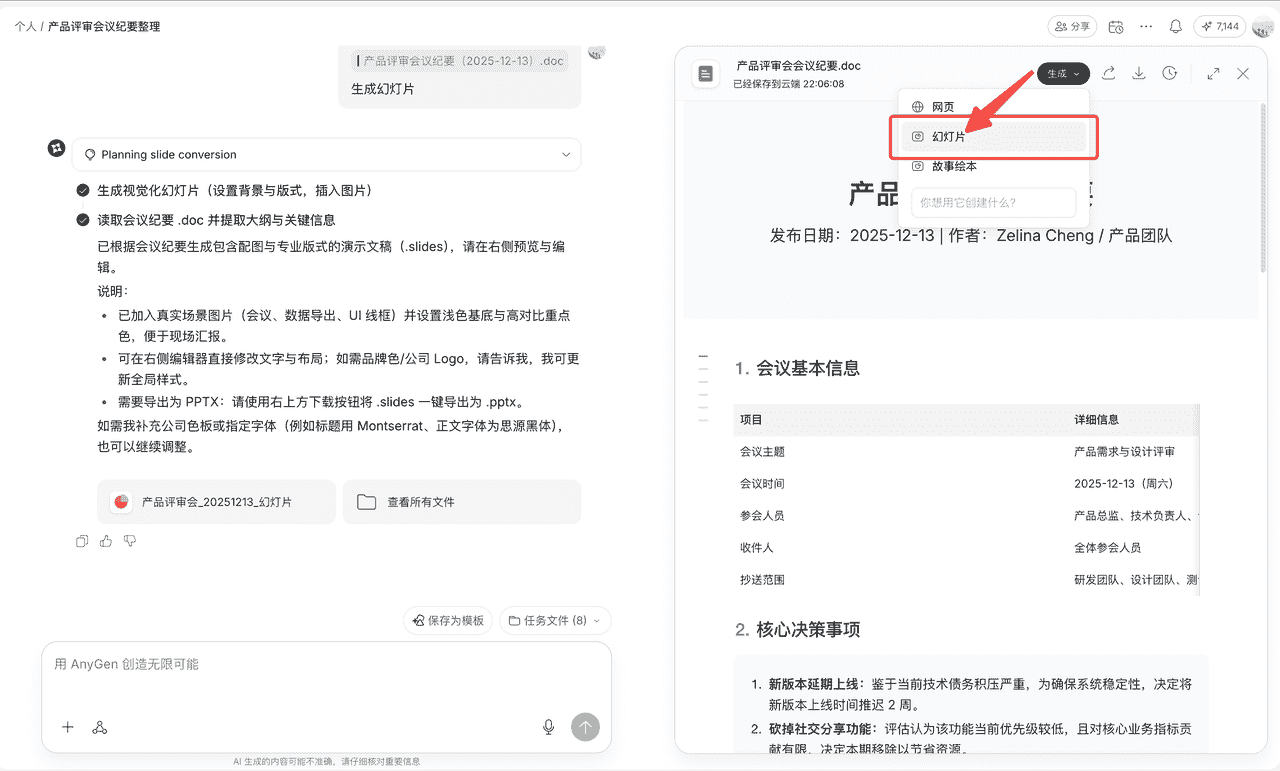 个人 / 产品评审会议纪要整理
分享
7,144
产品评审会议纪要（2025-12-13）.doc
生成幻灯片
Planning slide conversion
生成视觉化幻灯片（设置背景与版式，插入图片）
读取会议纪要 .doc 并提取大纲与关键信息
已根据会议纪要生成包含配图与专业版式的演示文稿（.slides），请在右侧预览与编
辑。
说明：
• 已加入真实场景图片（会议、数据导出、UI 线框）并设置浅色基底与高对比重点
色，便于现场汇报。
• 可在右侧编辑器直接修改文字与布局；如需品牌色/公司 Logo，请告诉我，我可更
新全局样式。
• 需要导出为 PPTX：请使用右上方下载按钮将 .slides 一键导出为 .pptx。
如需我补充公司色板或指定字体（例如标题用 Montserrat、正文字体为思源黑体），
也可以继续调整。
产品评审会_20251213_幻灯片
查看所有文件
保存为模板
任务文件 (8)
用 AnyGen 创造无限可能
AI 生成的内容可能不准确，请仔细核对重要信息
产品评审会会议纪要.doc
已经保存到云端 22:06:08
生成
网页
幻灯片
故事绘本
你想用它创建什么?
产品
要
发布日期：2025-12-13 | 作者：Zelina Cheng / 产品团队
1. 会议基本信息
项目 详细信息
会议主题 产品需求与设计评审
会议时间 2025-12-13（周六）
参会人员 产品总监、技术负责人、
收件人 全体参会人员
抄送范围 研发团队、设计团队、测
2. 核心决策事项
1. 新版本延期上线：鉴于当前技术债务积压严重，为确保系统稳定性，决定将
新版本上线时间推迟 2 周。
2. 砍掉社交分享功能：评估认为该功能当前优先级较低，且对核心业务指标贡
献有限，决定本期移除以节省资源。